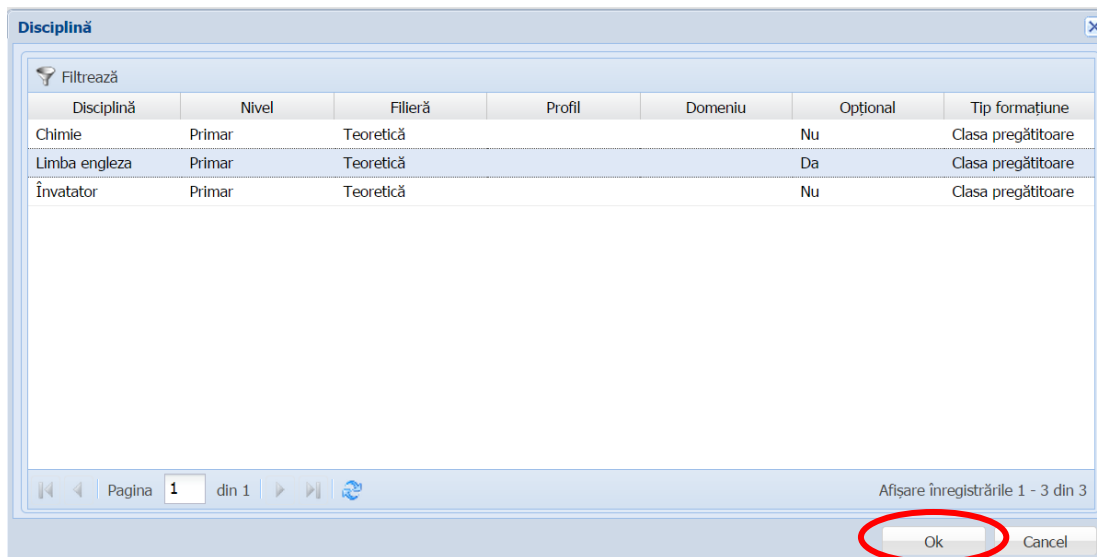 Disciplină
Filtrează
Disciplină Nivel Filieră Profil Domeniu Opțional Tip formațiune
Chimie Primar Teoretică Nu Clasa pregătitoare
Limba engleza Primar Teoretică Da Clasa pregătitoare
Învatator Primar Teoretică Nu Clasa pregătitoare
Pagina 1 din 1 Afișare înregistrările 1 - 3 din 3
Ok Cancel